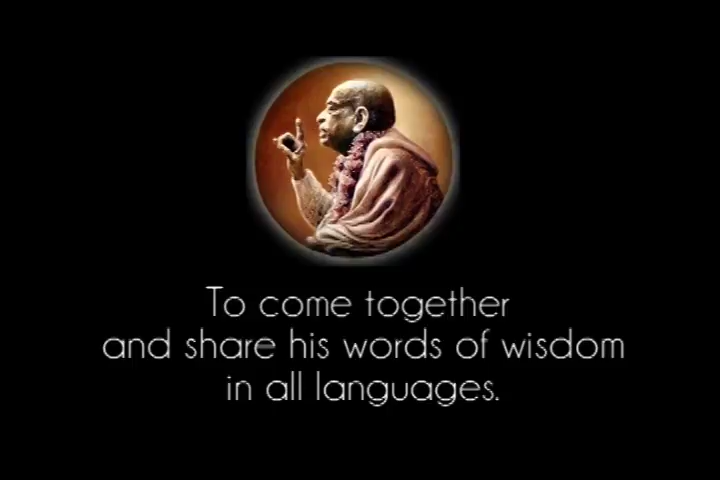 To come together
and share his words of wisdom
in all languages.